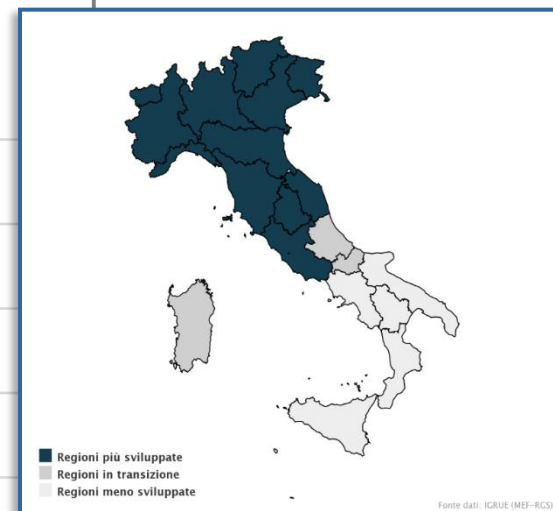 Regioni più sviluppate
Regioni in transizione
Regioni meno sviluppate
Fonte dati: IGRUE (MEF-RGS)